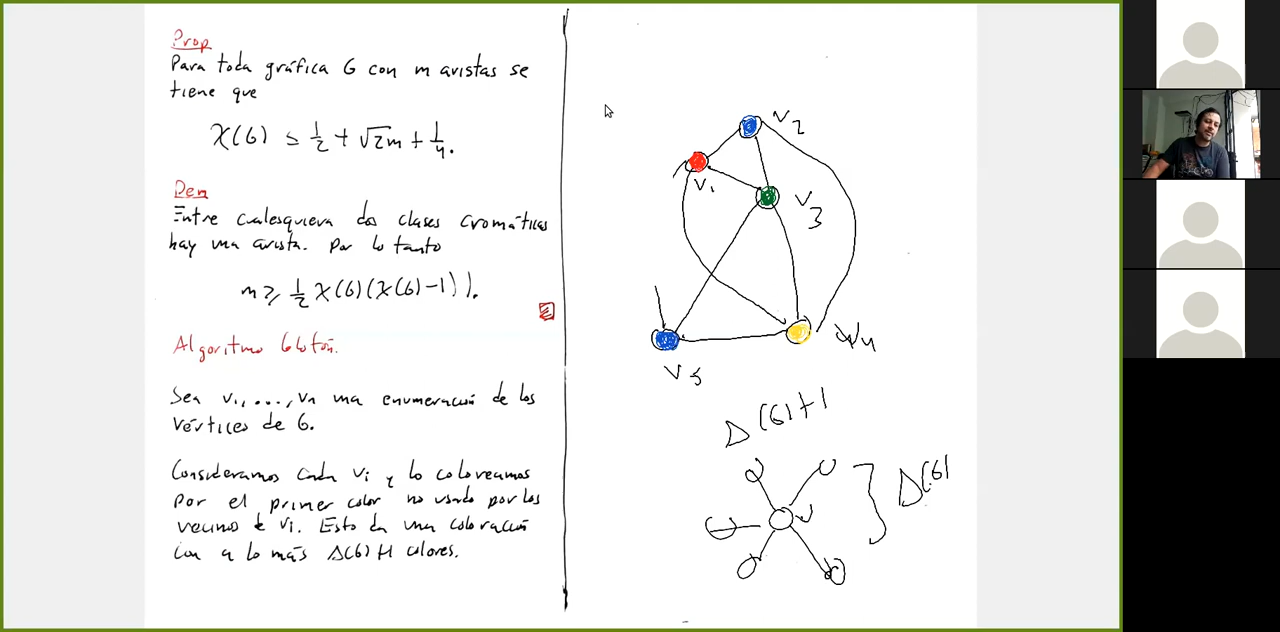 Prop
Para toda gráfica G con m aristas se
tiene que
χ(G) ≤ 1/2 + √2m + 1/4.
Dem
Entre cualesquiera dos clases cromáticas
hay una arista. Por lo tanto
m ≥ 1/2 χ(G)(χ(G)-1)).
Algoritmo Glotón.
Sea v1, ..., vn una enumeración de los
vértices de G.
Consideramos cada vi y lo coloreamos
por el primer color no usado por los
vecinos de vi. Esto da una coloración
con a lo más Δ(G)+1 colores.
v2
v1
v3
v4
v5
Δ(G)+1
v
Δ(G)